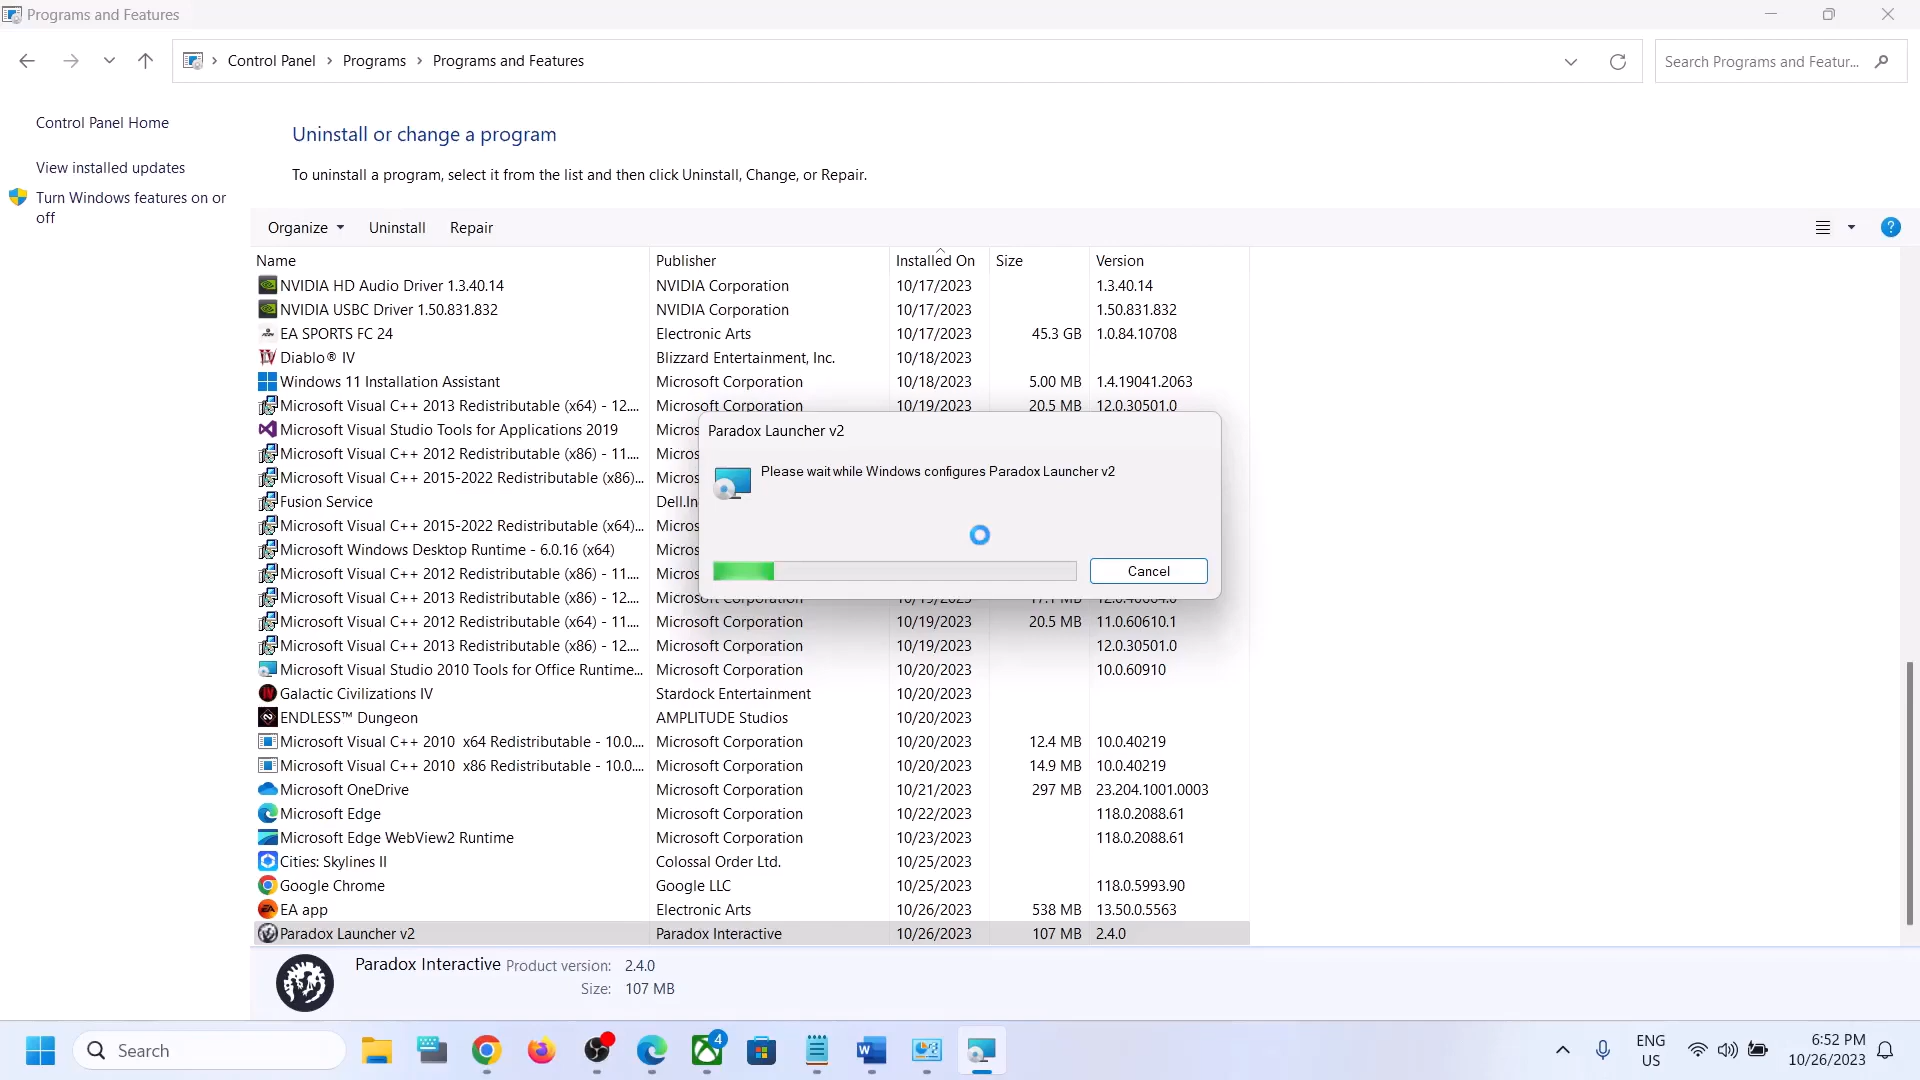 Programs and Features
Control Panel
Programs
Programs and Features
Search Programs and Featur...
Control Panel Home
View installed updates
Turn Windows features on or
off
Uninstall or change a program
To uninstall a program, select it from the list and then click Uninstall, Change, or Repair.
Organize
Uninstall
Repair
Name Publisher Installed On Size Version
NVIDIA HD Audio Driver 1.3.40.14 NVIDIA Corporation 10/17/2023 1.3.40.14
NVIDIA USBC Driver 1.50.831.832 NVIDIA Corporation 10/17/2023 1.50.831.832
EA SPORTS FC 24 Electronic Arts 10/17/2023 45.3 GB 1.0.84.10708
Diablo® IV Blizzard Entertainment, Inc. 10/18/2023
Windows 11 Installation Assistant Microsoft Corporation 10/18/2023 5.00 MB 1.4.19041.2063
Microsoft Visual C++ 2013 Redistributable (x64) - 12.... Microsoft Corporation 10/19/2023 20.5 MB 12.0.30501.0
Microsoft Visual Studio Tools for Applications 2019 Micros
Microsoft Visual C++ 2012 Redistributable (x86) - 11.... Micros
Microsoft Visual C++ 2015-2022 Redistributable (x86)... Micros
Fusion Service Dell.In
Microsoft Visual C++ 2015-2022 Redistributable (x64)... Micros
Microsoft Windows Desktop Runtime - 6.0.16 (x64) Micros
Microsoft Visual C++ 2012 Redistributable (x86) - 11.... Micros
Microsoft Visual C++ 2013 Redistributable (x86) - 12.... Microsoft Corporation 10/19/2023 17.1 MB 12.0.40664.0
Microsoft Visual C++ 2012 Redistributable (x64) - 11.... Microsoft Corporation 10/19/2023 20.5 MB 11.0.60610.1
Microsoft Visual C++ 2013 Redistributable (x86) - 12.... Microsoft Corporation 10/19/2023 12.0.30501.0
Microsoft Visual Studio 2010 Tools for Office Runtime... Microsoft Corporation 10/20/2023 10.0.60910
Galactic Civilizations IV Stardock Entertainment 10/20/2023
ENDLESS™ Dungeon AMPLITUDE Studios 10/20/2023
Microsoft Visual C++ 2010 x64 Redistributable - 10.0.... Microsoft Corporation 10/20/2023 12.4 MB 10.0.40219
Microsoft Visual C++ 2010 x86 Redistributable - 10.0.... Microsoft Corporation 10/20/2023 14.9 MB 10.0.40219
Microsoft OneDrive Microsoft Corporation 10/21/2023 297 MB 23.204.1001.0003
Microsoft Edge Microsoft Corporation 10/22/2023 118.0.2088.61
Microsoft Edge WebView2 Runtime Microsoft Corporation 10/23/2023 118.0.2088.61
Cities: Skylines II Colossal Order Ltd. 10/25/2023
Google Chrome Google LLC 10/25/2023 118.0.5993.90
EA app Electronic Arts 10/26/2023 538 MB 13.50.0.5563
Paradox Launcher v2 Paradox Interactive 10/26/2023 107 MB 2.4.0
Paradox Launcher v2
Please wait while Windows configures Paradox Launcher v2
Cancel
Paradox Interactive Product version: 2.4.0
Size: 107 MB
Search
4
ENG
US
6:52 PM
10/26/2023